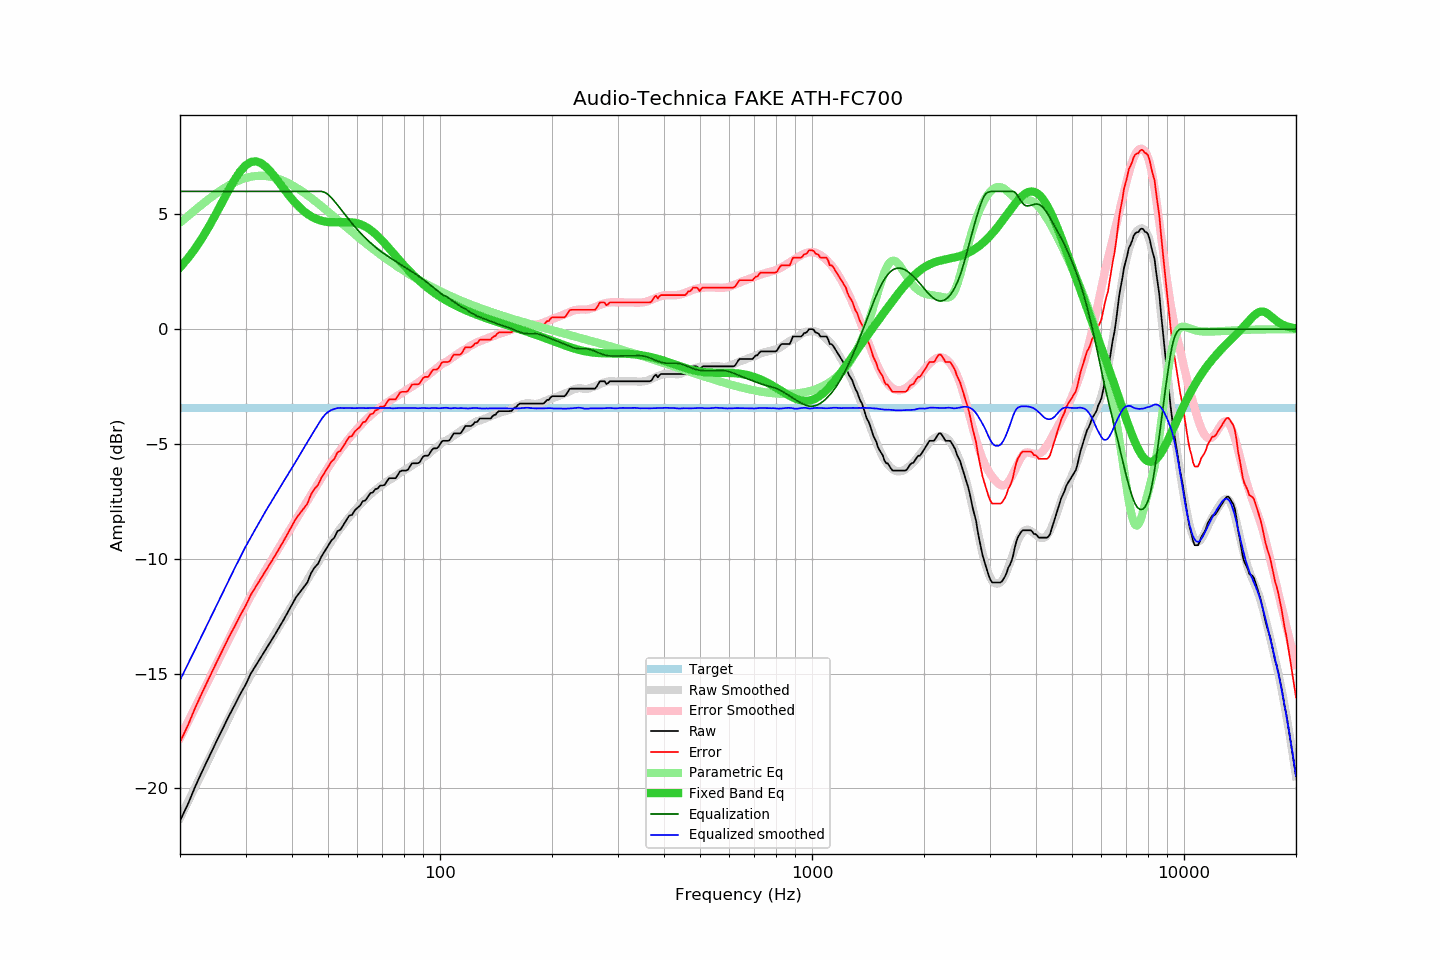 Audio-Technica FAKE ATH-FC700
Amplitude (dBr)
5
0
−5
−10
−15
−20
Target
Raw Smoothed
Error Smoothed
Raw
Error
Parametric Eq
Fixed Band Eq
Equalization
Equalized smoothed
100 1000 10000
Frequency (Hz)